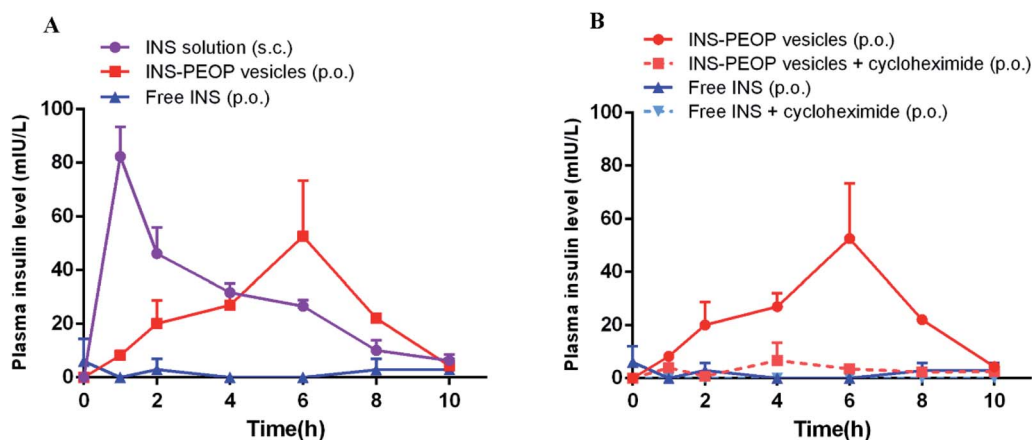 A
INS solution (s.c.)
INS-PEOP vesicles (p.o.)
Free INS (p.o.)
Plasma insulin level (mIU/L)
100
80
60
40
20
0
0 2 4 6 8 10
Time(h)
B
INS-PEOP vesicles (p.o.)
INS-PEOP vesicles + cycloheximide (p.o.)
Free INS (p.o.)
Free INS + cycloheximide (p.o.)
Plasma insulin level (mIU/L)
100
80
60
40
20
0
0 2 4 6 8 10
Time(h)